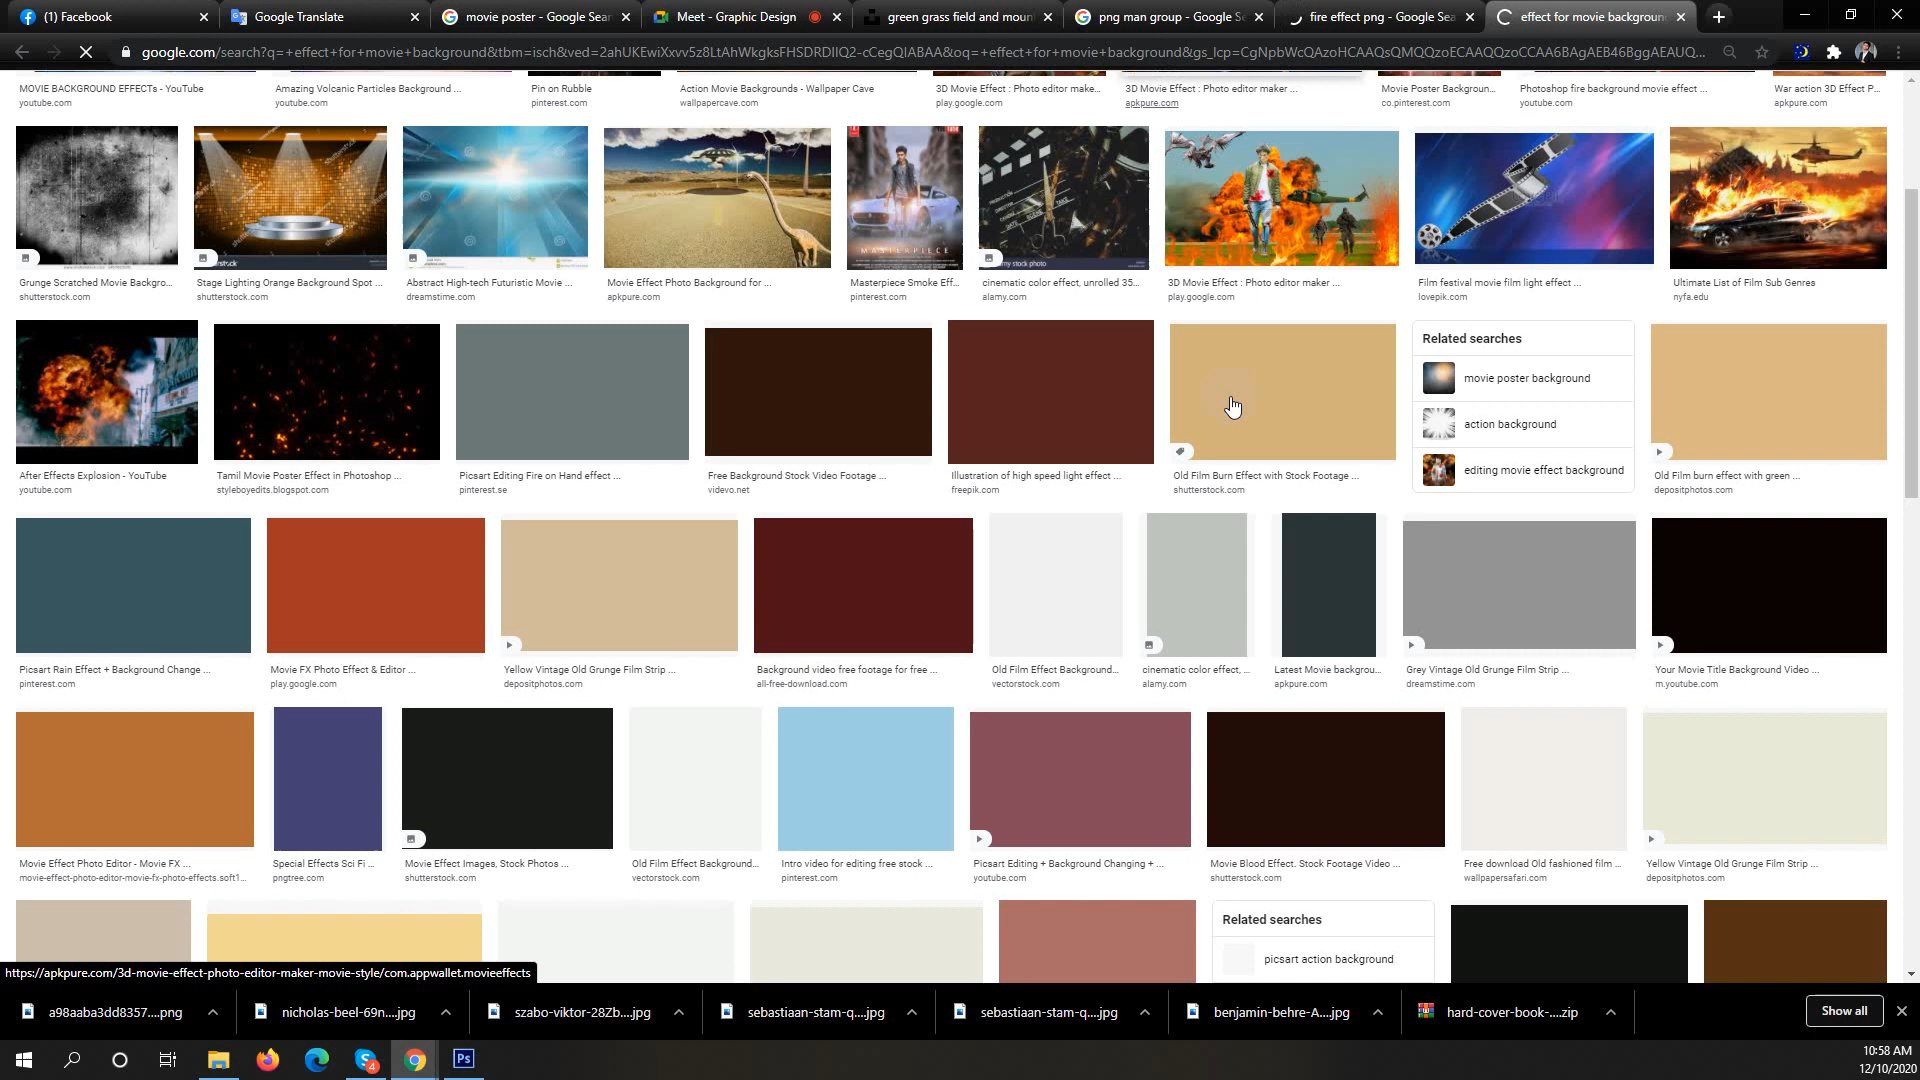 (1) Facebook
Google Translate
movie poster - Google Sear
Meet - Graphic Design
green grass field and moun
png man group - Google Se
fire effect png - Google Sea
effect for movie backgroun
google.com/search?q=+effect+for+movie+background&tbm=isch&ved=2ahUKEwiXxvv5z8LtAhWkgksFHSDRDIIQ2-cCegQIABAA&oq=+effect+for+movie+background&gs_lcp=CgNpbWcQAzoHCAAQsQMQQzoECAAQQzoCCAA6BAgAEB46BggAEAUQ...
MOVIE BACKGROUND EFFECTs - YouTube
youtube.com
Amazing Volcanic Particles Background ...
youtube.com
Pin on Rubble
pinterest.com
Action Movie Backgrounds - Wallpaper Cave
wallpapercave.com
3D Movie Effect : Photo editor make...
play.google.com
3D Movie Effect : Photo editor maker ...
apkpure.com
Movie Poster Backgroun...
co.pinterest.com
Photoshop fire background movie effect ...
youtube.com
War action 3D Effect P...
apkpure.com
MASTERPIECE
Grunge Scratched Movie Backgro...
shutterstock.com
Stage Lighting Orange Background Spot ...
shutterstock.com
Abstract High-tech Futuristic Movie ...
dreamstime.com
Movie Effect Photo Background for ...
apkpure.com
Masterpiece Smoke Eff...
pinterest.com
cinematic color effect, unrolled 35...
alamy.com
3D Movie Effect : Photo editor maker ...
play.google.com
Film festival movie film light effect ...
lovepik.com
Ultimate List of Film Sub Genres
nyfa.edu
After Effects Explosion - YouTube
youtube.com
Tamil Movie Poster Effect in Photoshop ...
styleboyedits.blogspot.com
Picsart Editing Fire on Hand effect ...
pinterest.se
Free Background Stock Video Footage ...
videvo.net
Illustration of high speed light effect ...
freepik.com
Old Film Burn Effect with Stock Footage ...
shutterstock.com
Related searches
movie poster background
action background
editing movie effect background
Old Film burn effect with green ...
depositphotos.com
Picsart Rain Effect + Background Change ...
pinterest.com
Movie FX Photo Effect & Editor ...
play.google.com
Yellow Vintage Old Grunge Film Strip ...
depositphotos.com
Background video free footage for free ...
all-free-download.com
Old Film Effect Background...
vectorstock.com
cinematic color effect, ...
alamy.com
Latest Movie backgrou...
apkpure.com
Grey Vintage Old Grunge Film Strip ...
dreamstime.com
Your Movie Title Background Video ...
m.youtube.com
Movie Effect Photo Editor - Movie FX ...
movie-effect-photo-editor-movie-fx-photo-effects.soft1...
Special Effects Sci Fi ...
pngtree.com
Movie Effect Images, Stock Photos ...
shutterstock.com
Old Film Effect Background...
vectorstock.com
Intro video for editing free stock ...
pinterest.com
Picsart Editing + Background Changing + ...
youtube.com
Movie Blood Effect. Stock Footage Video ...
shutterstock.com
Free download Old fashioned film ...
wallpapersafari.com
Yellow Vintage Old Grunge Film Strip ...
depositphotos.com
Related searches
picsart action background
https://apkpure.com/3d-movie-effect-photo-editor-maker-movie-style/com.appwallet.movieeffects
a98aaba3dd8357....png
nicholas-beel-69n....jpg
szabo-viktor-28Zb....jpg
sebastiaan-stam-q....jpg
sebastiaan-stam-q....jpg
benjamin-behre-A....jpg
hard-cover-book-....zip
Show all
4
Ps
10:58 AM
12/10/2020